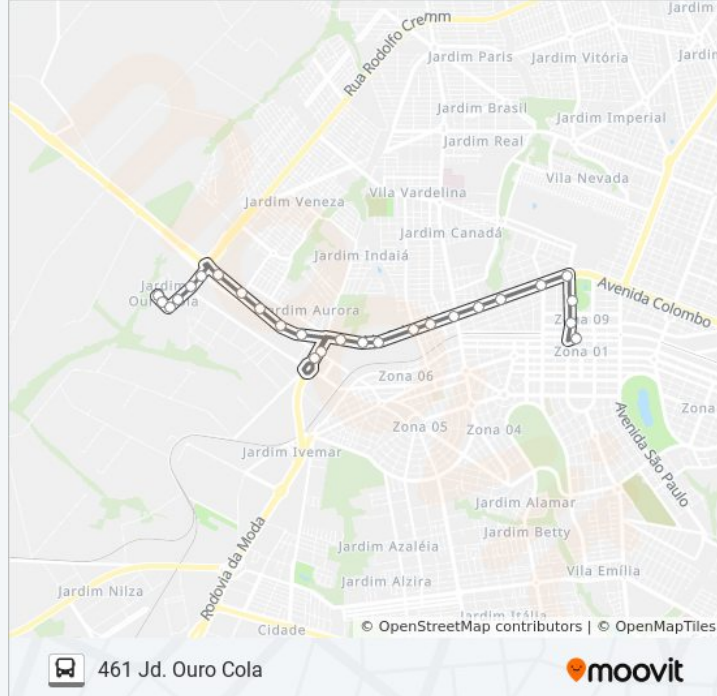 Jardim
Rua Rodolfo Cremm
Jardim Paris
Jardim Vitória
Jardim
Jardim Brasil
Jardim Imperial
Jardim Real
Vila Nevada
Vila Vardelina
Jardim Veneza
Jardim Canadá
Jardim Indaiá
Avenida Colombo
Jardim Aurora
Zona 09
Zona 01
Zona 06
Zona
Zona 05
Zona 04
Avenida São Paulo
Jardim Ivemar
Jardim Alamar
Jardim Betty
Rodovia da Moda
Jardim Azaléia
Vila Emília
Jardim Alzira
Jardim Nilza
Jardim Itália
Cidade
© OpenStreetMap contributors | © OpenMapTiles
461 Jd. Ouro Cola
moovit